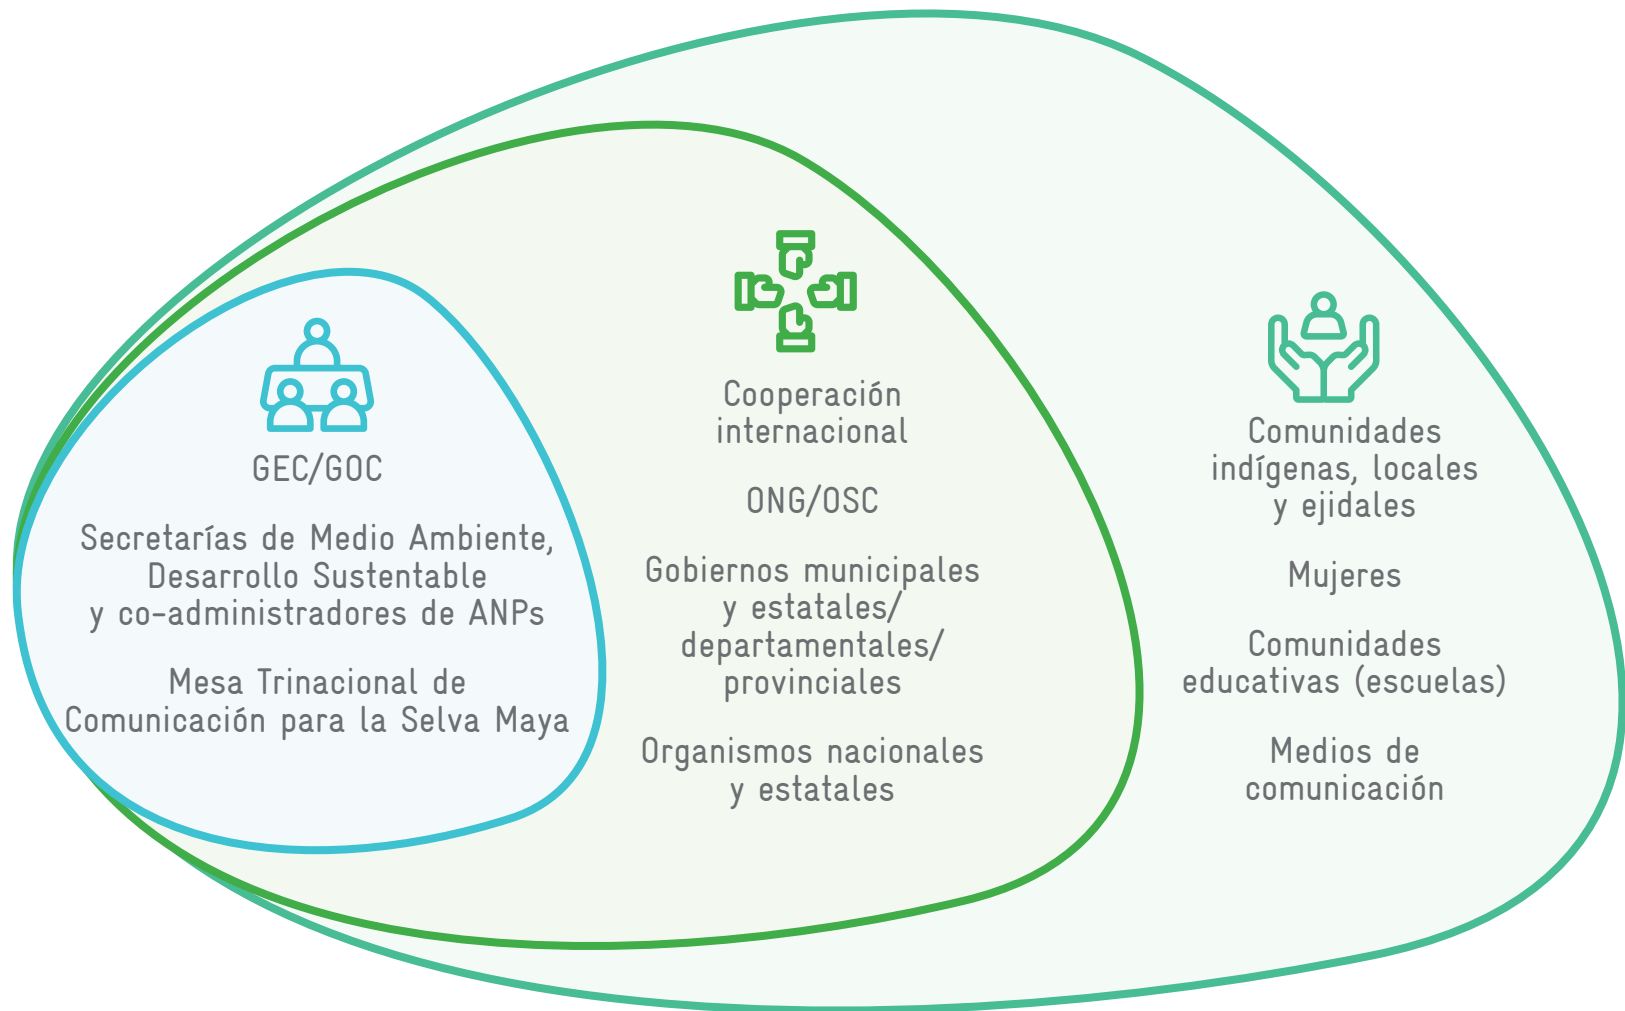 GEC/GOC
Secretarías de Medio Ambiente,
Desarrollo Sustentable
y co-administradores de ANPs
Mesa Trinacional de
Comunicación para la Selva Maya
Cooperación
internacional
ONG/OSC
Gobiernos municipales
y estatales/
departamentales/
provinciales
Organismos nacionales
y estatales
Comunidades
indígenas, locales
y ejidales
Mujeres
Comunidades
educativas (escuelas)
Medios de
comunicación